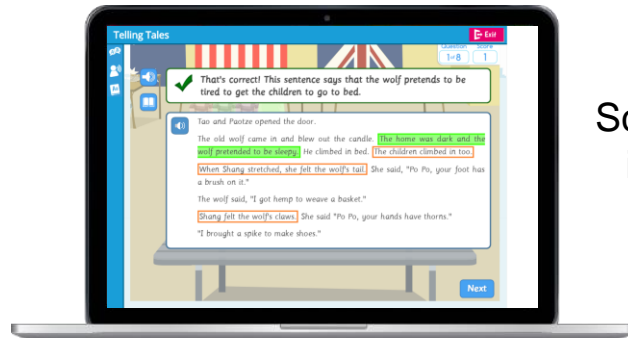 Telling Tales
Exit
Question Score
1-8 1
That's correct! This sentence says that the wolf pretends to be
tired to get the children to go to bed.
Tao and Paotze opened the door.
The old wolf came in and blew out the candle. The home was dark and the
wolf pretended to be sleepy. He climbed in bed. The children climbed in too.
When Shang stretched, she felt the wolf's tail. She said, "Po Po, your foot has
a brush on it."
The wolf said, "I got hemp to weave a basket."
Shang felt the wolf's claws. She said "Po Po, your hands have thorns."
"I brought a spike to make shoes."
Next